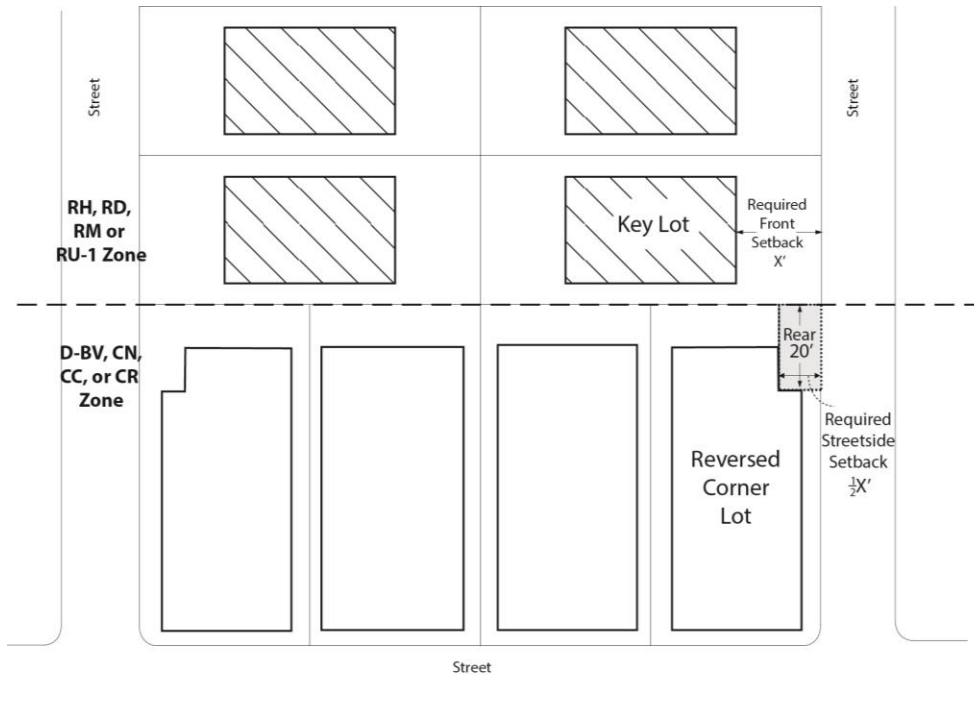 Street
Street
RH, RD,
RM or
RU-1 Zone
Key Lot
Required
Front
Setback
X'
D-BV, CN,
CC, or CR
Zone
Rear
20'
Required
Streetside
Setback
½X'
Reversed
Corner
Lot
Street